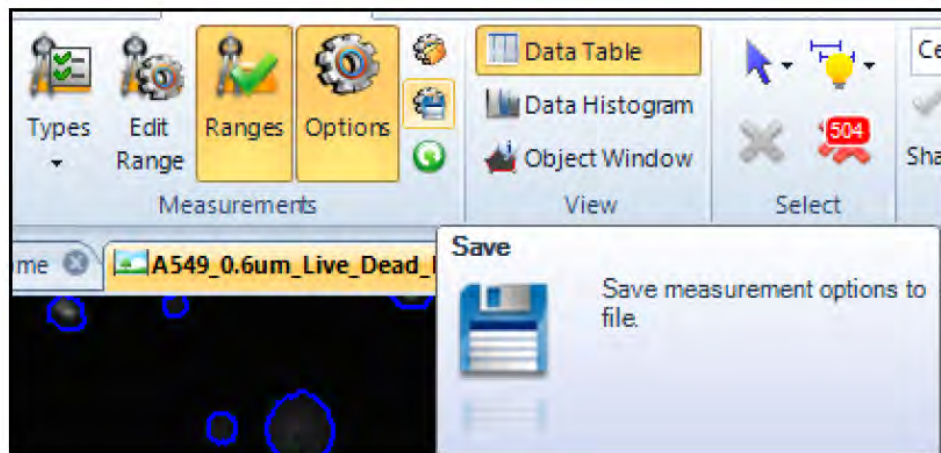 Types
Edit
Range
Ranges
Options
Measurements
Data Table
Data Histogram
Object Window
View
504
Select
Ce
Sha
me
A549_0.6um_Live_Dead_
Save
Save measurement options to
file.